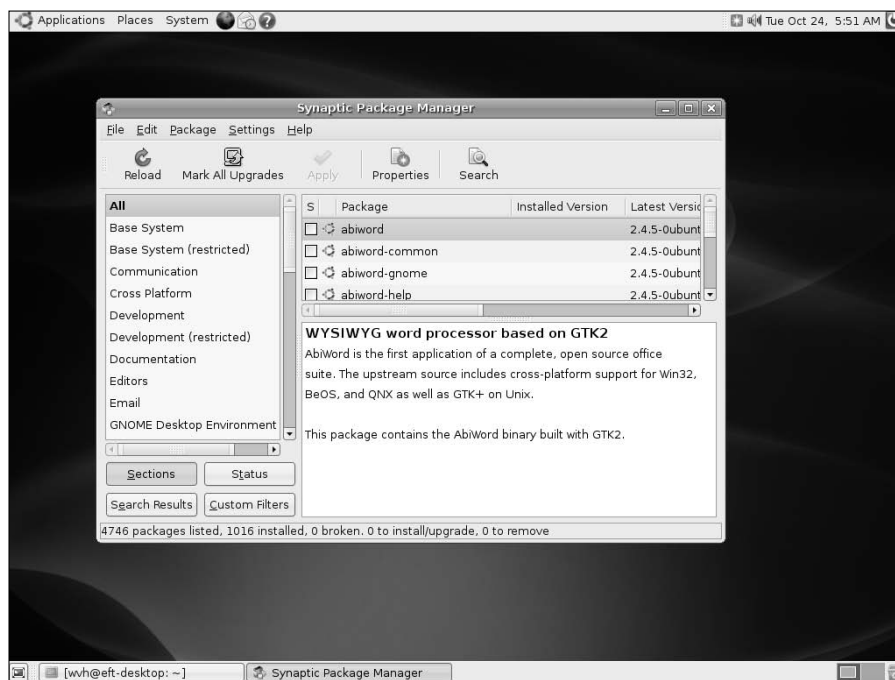 Applications Places System
Tue Oct 24, 5:51 AM
Synaptic Package Manager
File Edit Package Settings Help
Reload Mark All Upgrades Apply Properties Search
All
Base System
Base System (restricted)
Communication
Cross Platform
Development
Development (restricted)
Documentation
Editors
Email
GNOME Desktop Environment
Sections Status
Search Results Custom Filters
S Package Installed Version Latest Versic
abiword 2.4.5-0ubunt
abiword-common 2.4.5-0ubunt
abiword-gnome 2.4.5-0ubunt
abiword-help 2.4.5-0ubunt
WYSIWYG word processor based on GTK2
AbiWord is the first application of a complete, open source office
suite. The upstream source includes cross-platform support for Win32,
BeOS, and QNX as well as GTK+ on Unix.
This package contains the AbiWord binary built with GTK2.
4746 packages listed, 1016 installed, 0 broken. 0 to install/upgrade, 0 to remove
[wvh@eft-desktop: ~] Synaptic Package Manager